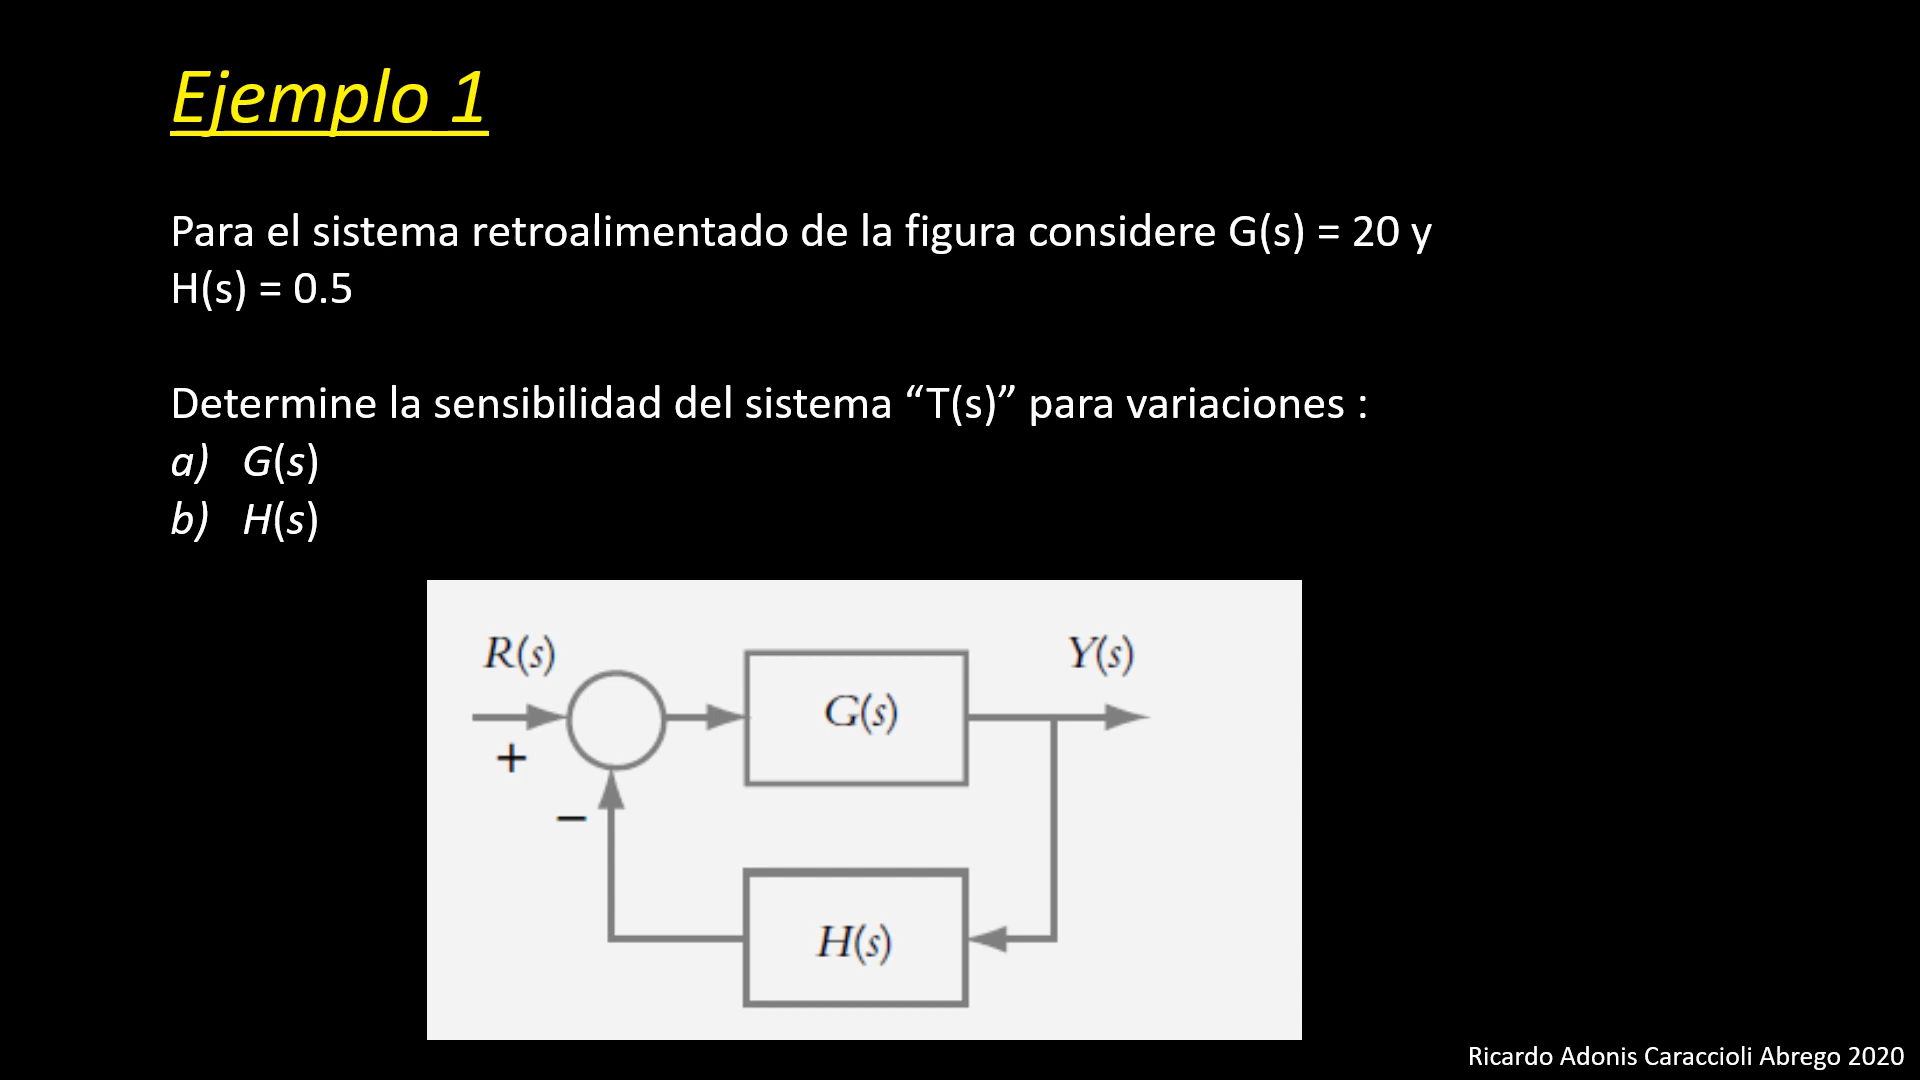 Ejemplo 1
Para el sistema retroalimentado de la figura considere G(s) = 20 y
H(s) = 0.5
Determine la sensibilidad del sistema “T(s)” para variaciones :
a) G(s)
b) H(s)
R(s)
Y(s)
G(s)
+
−
H(s)
Ricardo Adonis Caraccioli Abrego 2020